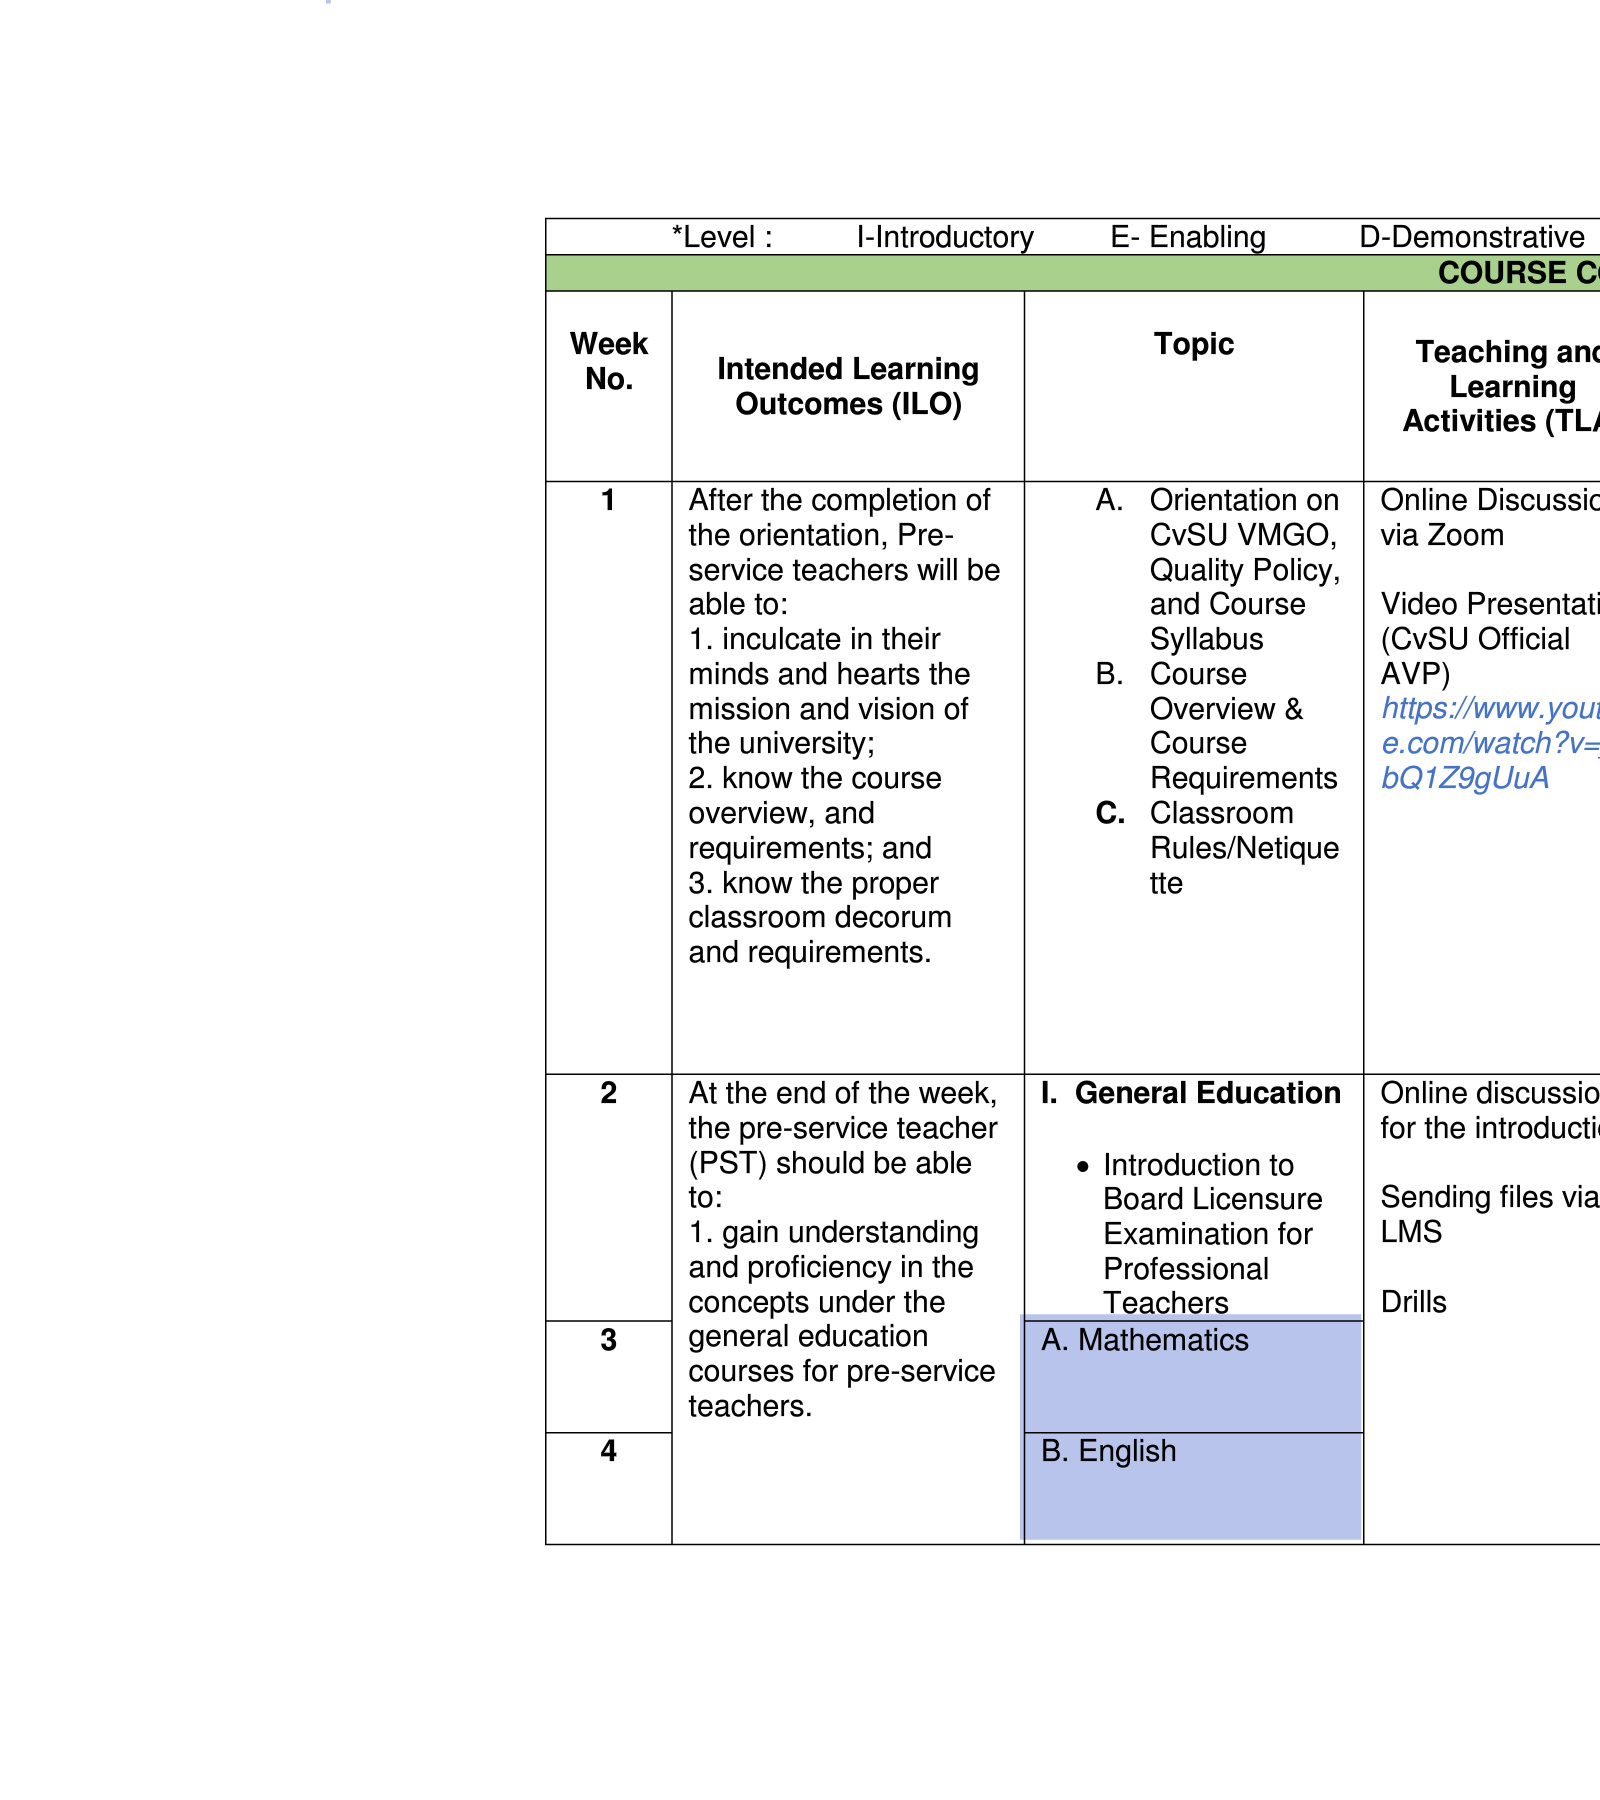 *Level : I-Introductory E- Enabling D-Demonstrative
COURSE
Week
No.
Intended Learning
Outcomes (ILO)
Topic
Teaching and
Learning
Activities (TLA
1
After the completion of
the orientation, Pre-
service teachers will be
able to:
1. inculcate in their
minds and hearts the
mission and vision of
the university;
2. know the course
overview, and
requirements; and
3. know the proper
classroom decorum
and requirements.
A. Orientation on
CvSU VMGO,
Quality Policy,
and Course
Syllabus
B. Course
Overview &
Course
Requirements
C. Classroom
Rules/Netique
tte
Online Discussio
via Zoom
Video Presentati
(CvSU Official
AVP)
https://www.yout
e.com/watch?v=
bQ1Z9gUuA
2
At the end of the week,
the pre-service teacher
(PST) should be able
to:
1. gain understanding
and proficiency in the
concepts under the
general education
courses for pre-service
teachers.
I. General Education
• Introduction to
Board Licensure
Examination for
Professional
Teachers
Online discussio
for the introducti
Sending files via
LMS
Drills
3
A. Mathematics
4
B. English